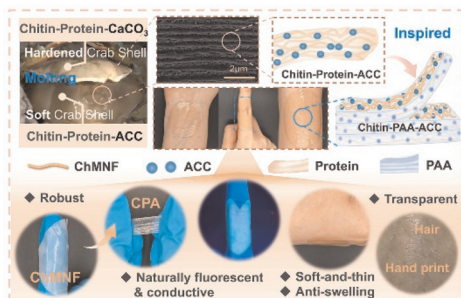 Chitin-Protein-CaCO₃
Hardened Crab Shell
Molting
Soft Crab Shell
Chitin-Protein-ACC
2μm
Chitin-Protein-ACC
Inspired
Chitin-PAA-ACC
ChMNF
ACC
Protein
PAA
Robust
ChMNF
CPA
Naturally fluorescent
& conductive
Soft-and-thin
Anti-swelling
Transparent
Hair
Hand print